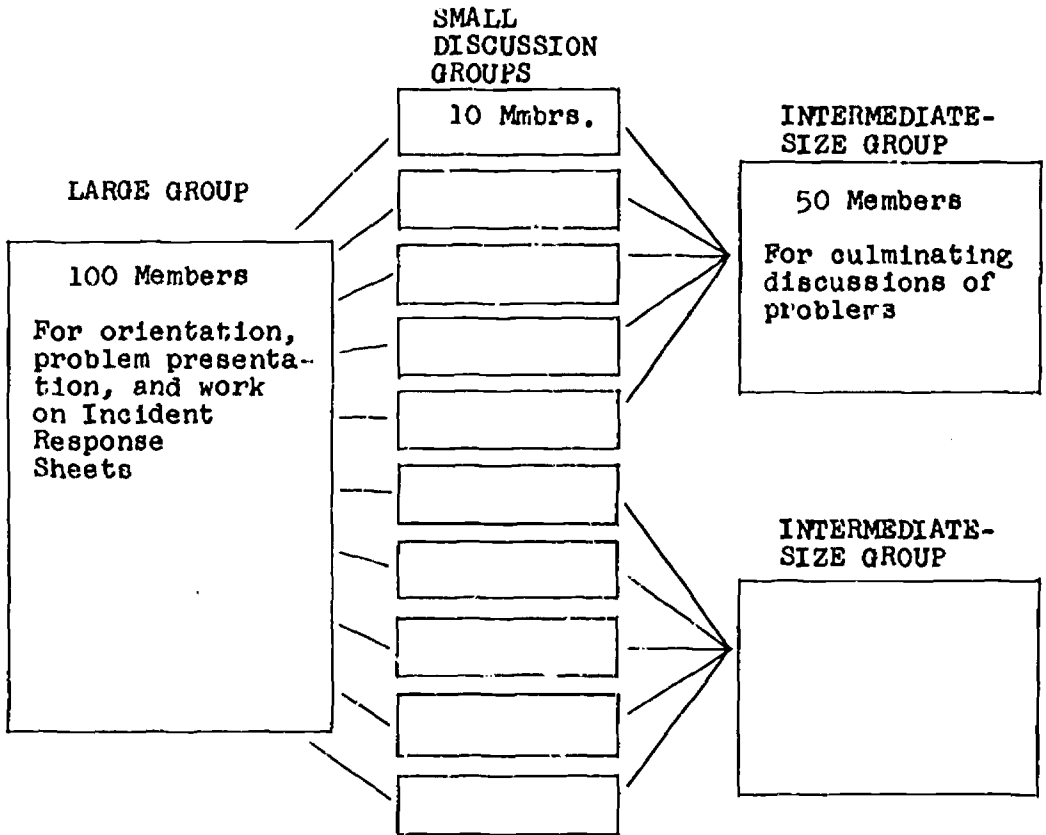 SMALL
DISCUSSION
GROUPS
10 Mmbrs.
LARGE GROUP
100 Members
For orientation,
problem presenta-
tion, and work
on Incident
Response
Sheets
INTERMEDIATE-
SIZE GROUP
50 Members
For culminating
discussions of
problems
INTERMEDIATE-
SIZE GROUP